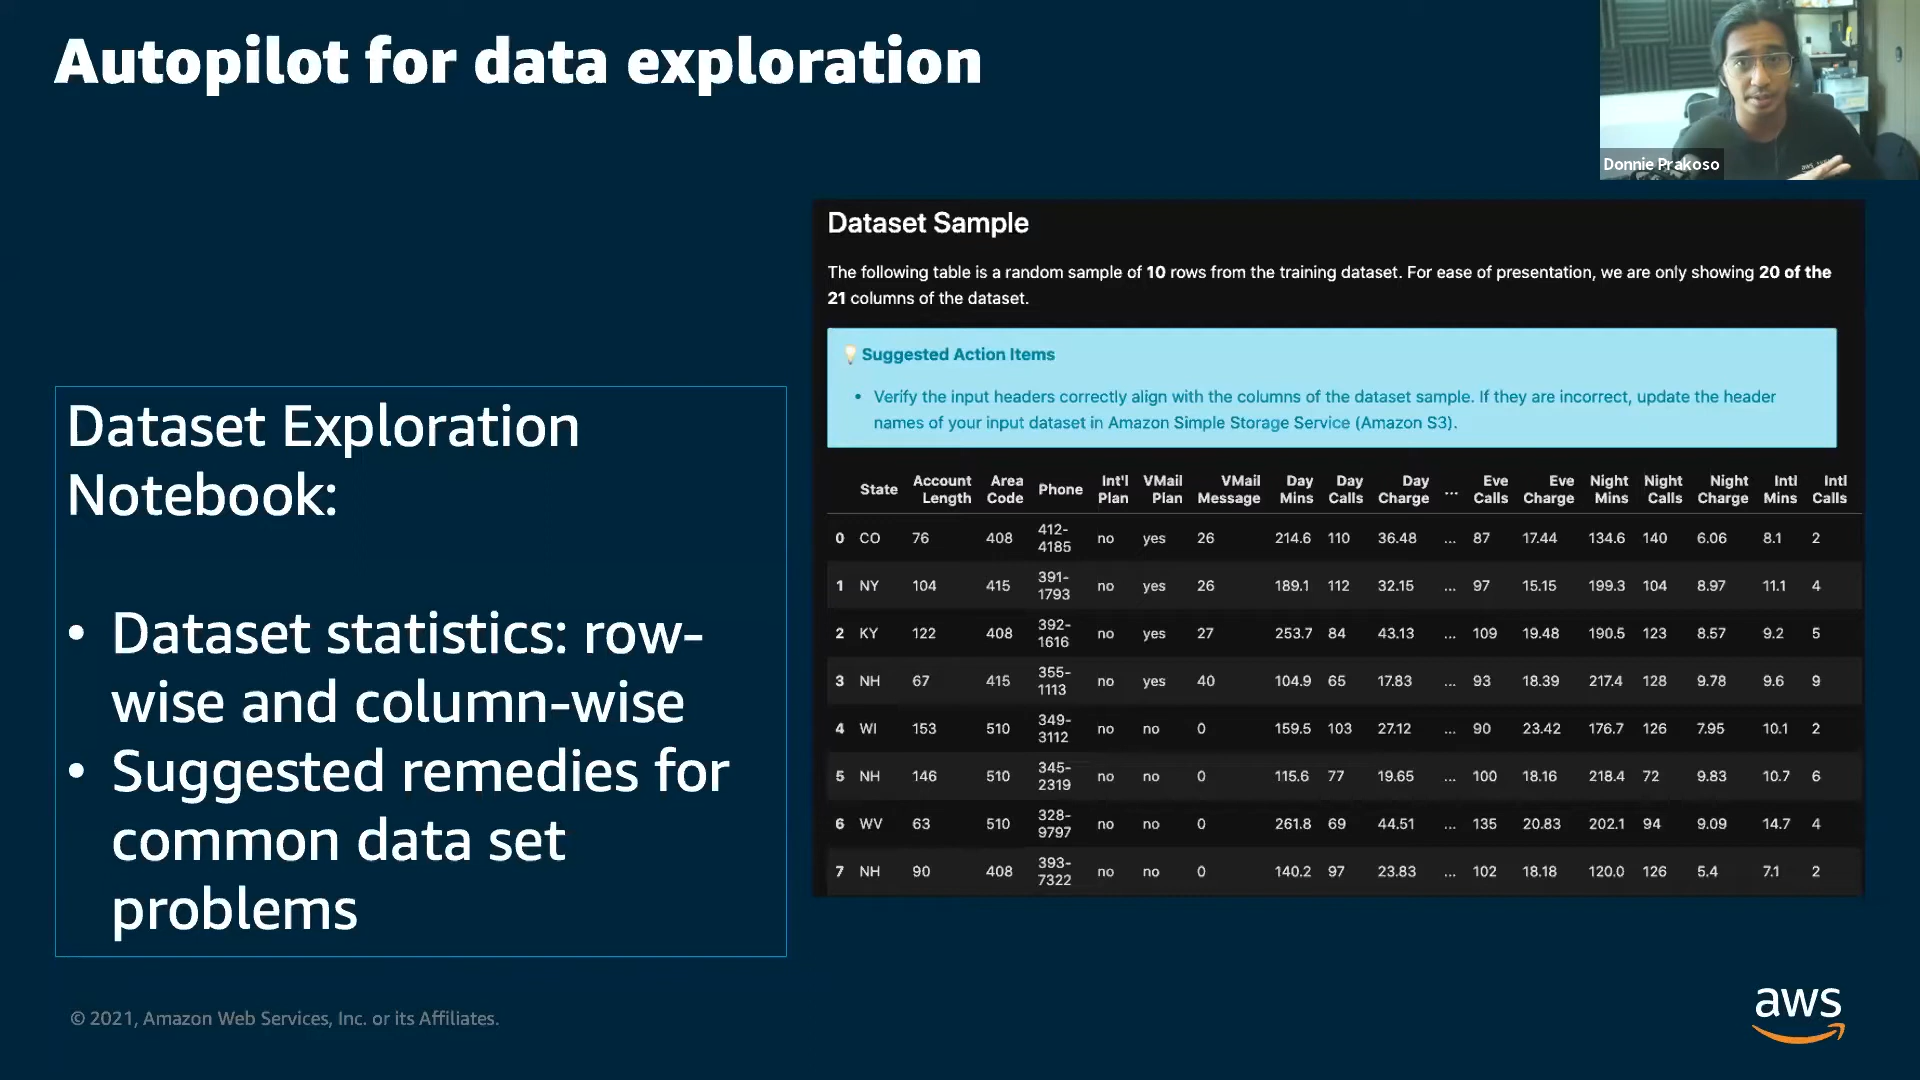 Autopilot for data exploration
Donnie Prakoso
Dataset Exploration
Notebook:
• Dataset statistics: row-
wise and column-wise
• Suggested remedies for
common data set
problems
Dataset Sample
The following table is a random sample of 10 rows from the training dataset. For ease of presentation, we are only showing 20 of the
21 columns of the dataset.
💡Suggested Action Items
• Verify the input headers correctly align with the columns of the dataset sample. If they are incorrect, update the header
names of your input dataset in Amazon Simple Storage Service (Amazon S3).
State Account Length Area Code Phone Int'l Plan VMail Plan VMail Message Day Mins Day Calls Day Charge ... Eve Calls Eve Charge Night Mins Night Calls Night Charge Intl Mins Intl Calls
0 CO 76 408 412-4185 no yes 26 214.6 110 36.48 ... 87 17.44 134.6 140 6.06 8.1 2
1 NY 104 415 391-1793 no yes 26 189.1 112 32.15 ... 97 15.15 199.3 104 8.97 11.1 4
2 KY 122 408 392-1616 no yes 27 253.7 84 43.13 ... 109 19.48 190.5 123 8.57 9.2 5
3 NH 67 415 355-1113 no yes 40 104.9 65 17.83 ... 93 18.39 217.4 128 9.78 9.6 9
4 WI 153 510 349-3112 no no 0 159.5 103 27.12 ... 90 23.42 176.7 126 7.95 10.1 2
5 NH 146 510 345-2319 no no 0 115.6 77 19.65 ... 100 18.16 218.4 72 9.83 10.7 6
6 WV 63 510 328-9797 no no 0 261.8 69 44.51 ... 135 20.83 202.1 94 9.09 14.7 4
7 NH 90 408 393-7322 no no 0 140.2 97 23.83 ... 102 18.18 120.0 126 5.4 7.1 2
© 2021, Amazon Web Services, Inc. or its Affiliates.
aws